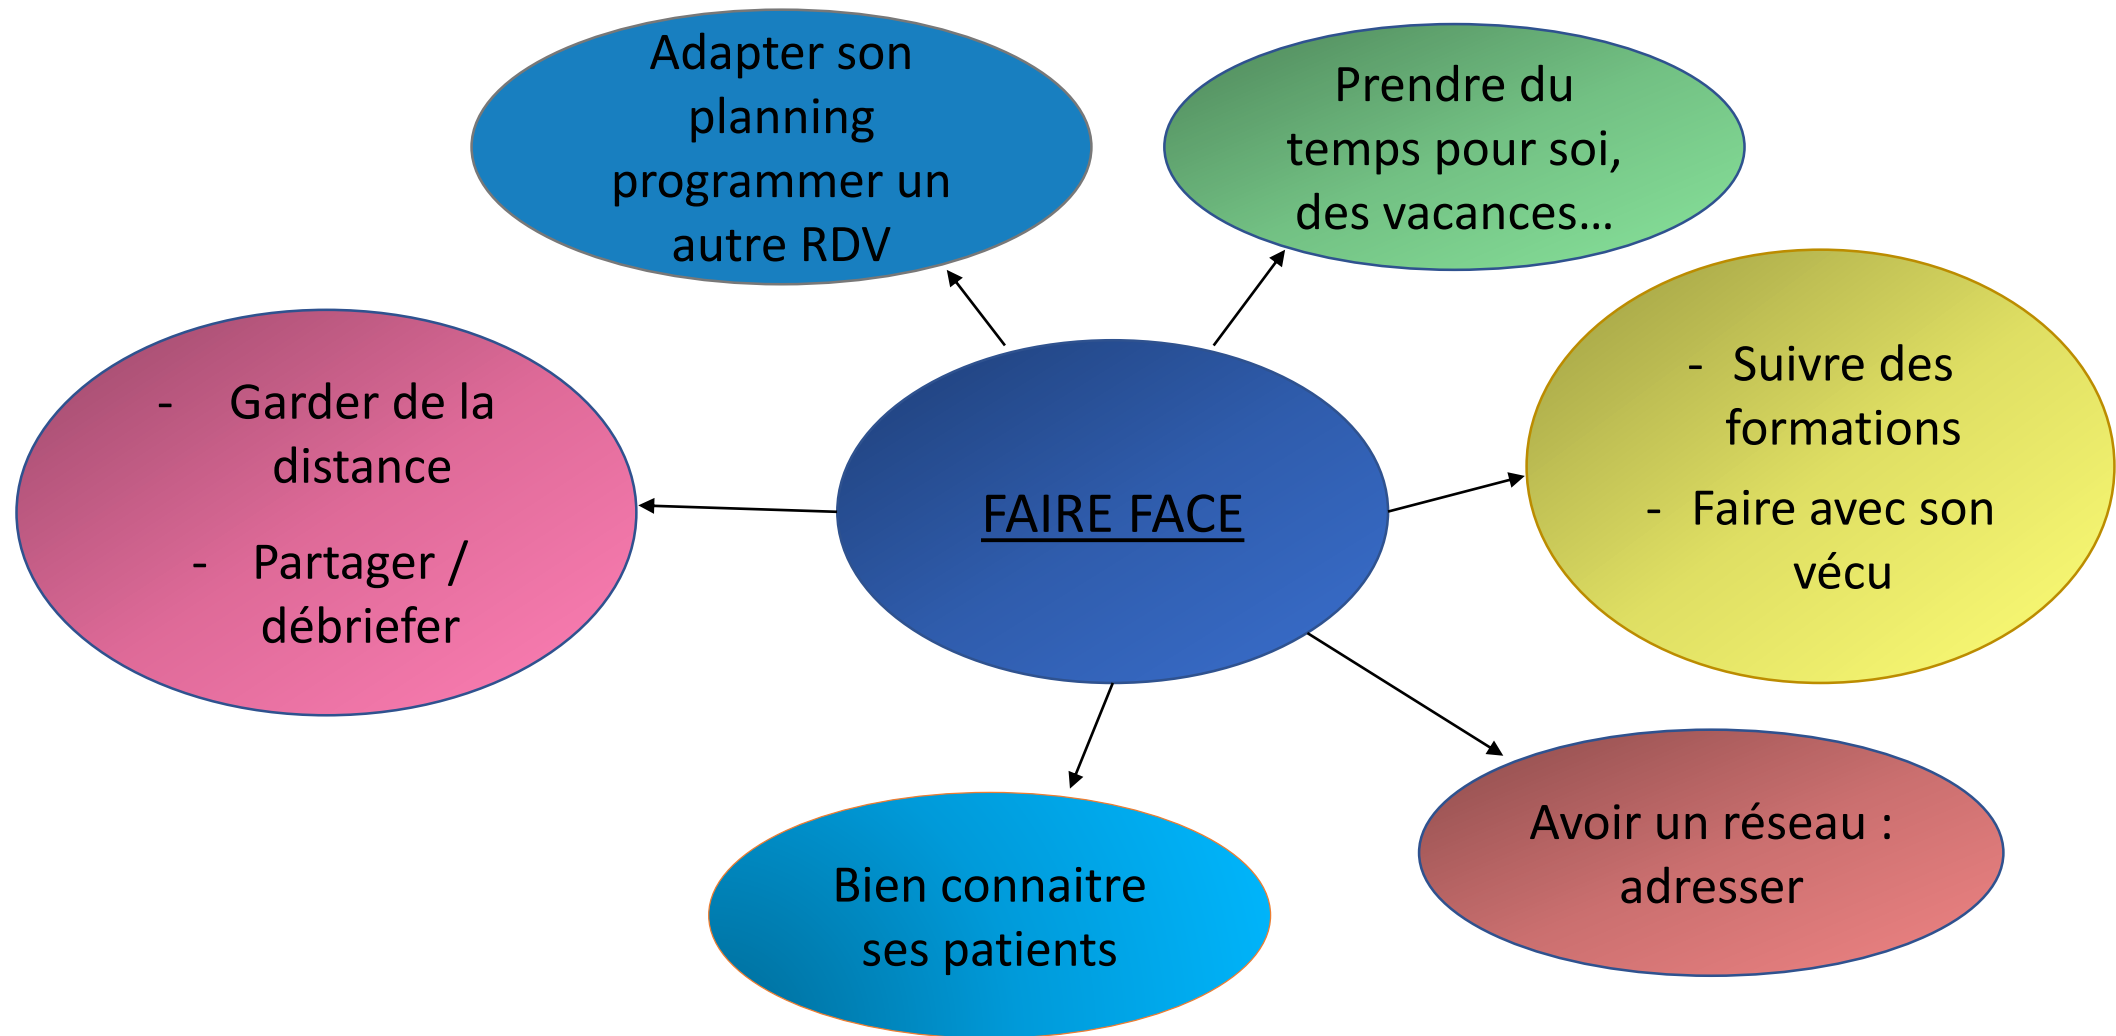 Adapter son
planning
programmer un
autre RDV
Prendre du
temps pour soi,
des vacances…
- Garder de la
distance
- Partager /
débriefer
FAIRE FACE
- Suivre des
formations
- Faire avec son
vécu
Bien connaitre
ses patients
Avoir un réseau :
adresser